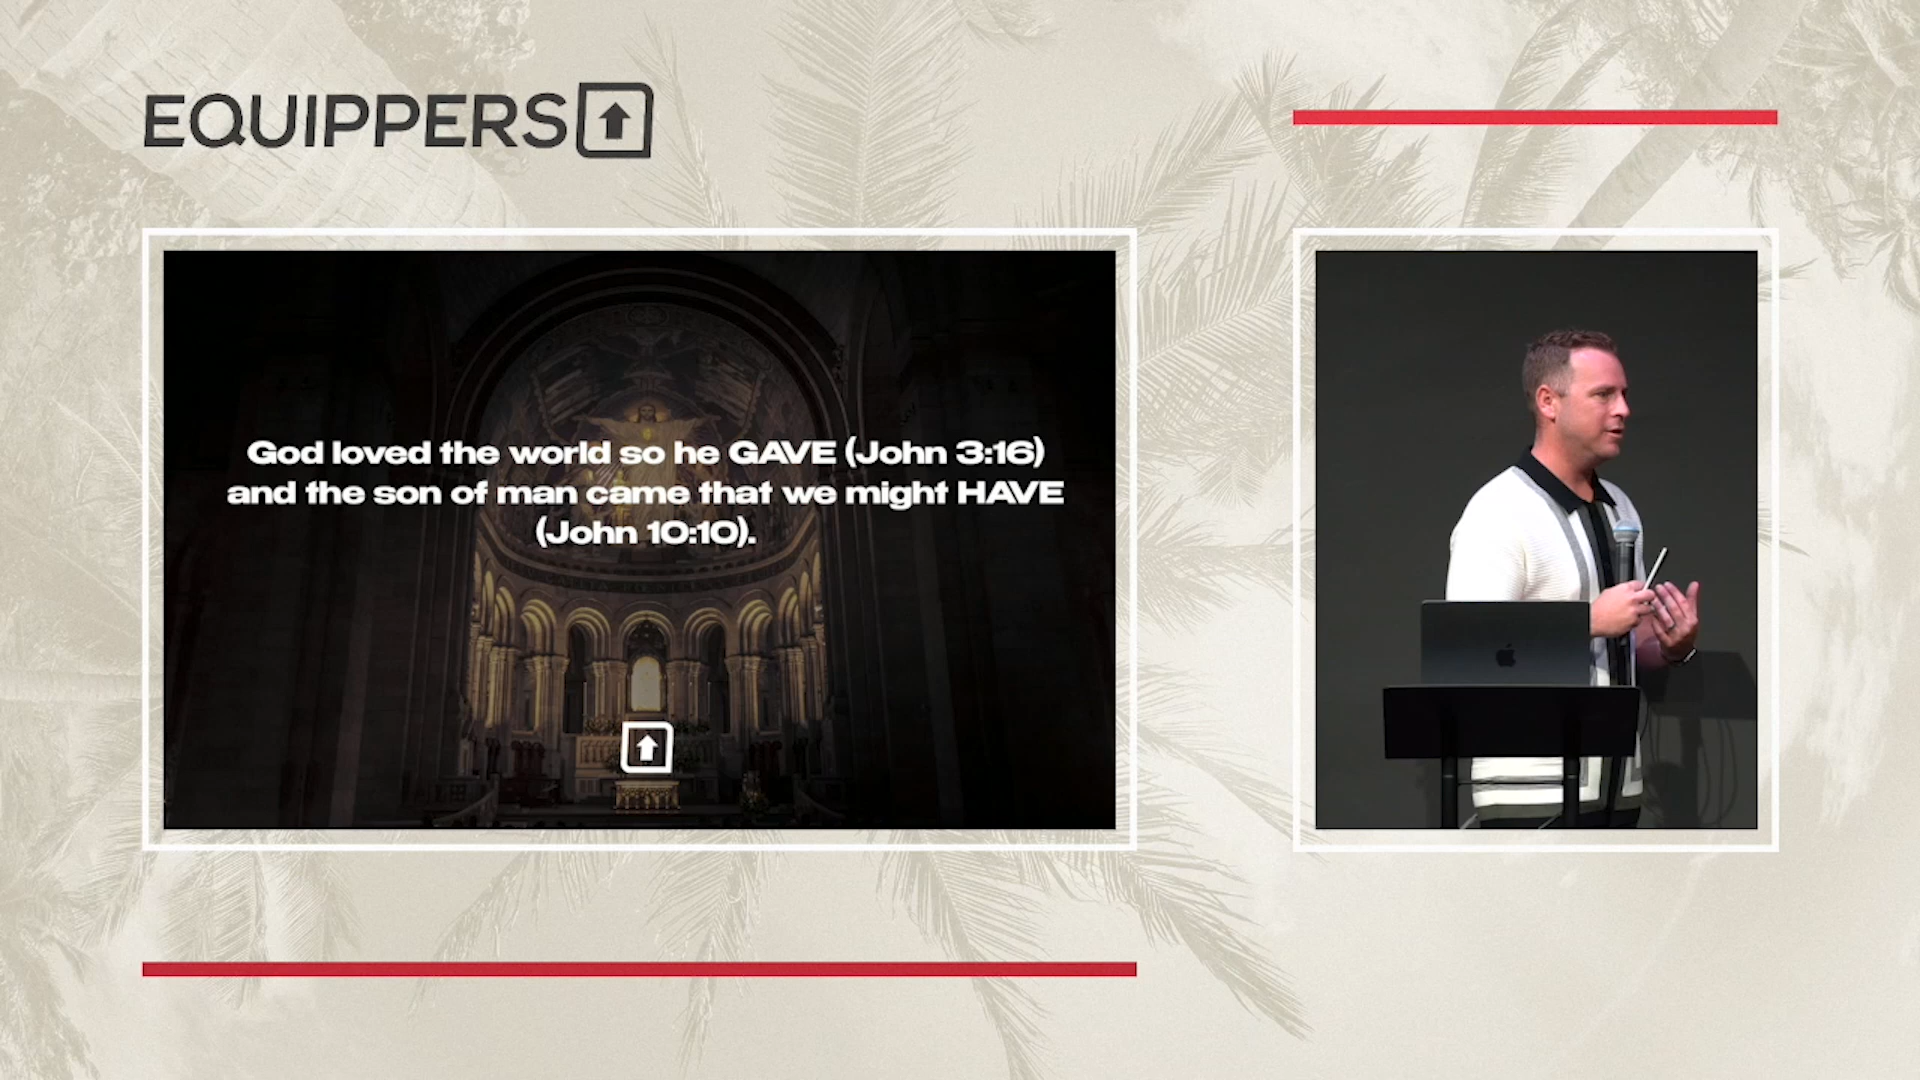 EQUIPPERS
God loved the world so he GAVE (John 3:16)
and the son of man came that we might HAVE
(John 10:10).